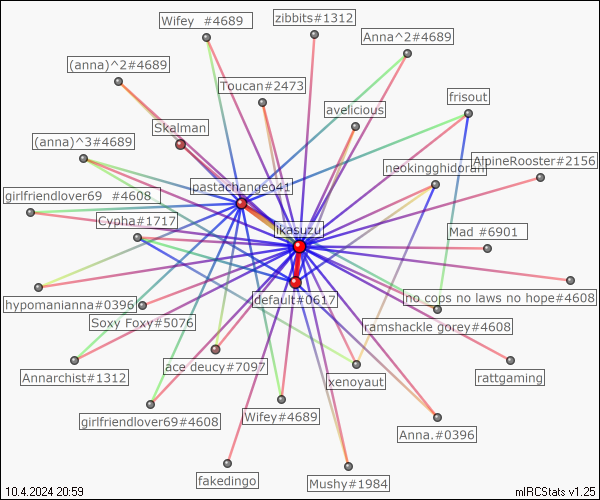 Wifey  #4689
zibbits#1312
Anna^2#4689
(anna)^2#4689
Toucan#2473
frisout
avelicious
Skalman
(anna)^3#4689
AlpineRooster#2156
neokingghidorah
pastachange041
girlfriendlover69  #4608
Cypha#1717
ikasuzu
Mad #6901
default#0617
no cops no laws no hope#4608
hypomanianna#0396
Soxy Foxy#5076
ramshackle gorey#4608
ace deucy#7097
Annarchist#1312
xenoyaut
rattgaming
girlfriendlover69#4608
Wifey#4689
Anna.#0396
fakedingo
Mushy#1984
10.4.2024 20:59
mIRCStats v1.25